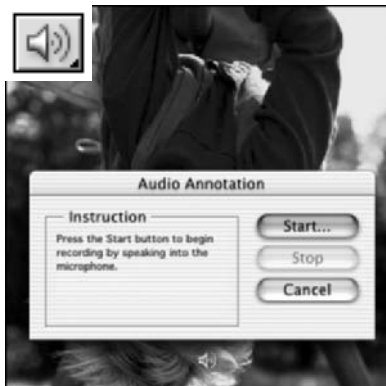 Audio Annotation
Instruction
Start...
Press the Start button to begin
recording by speaking into the
microphone.
Stop
Cancel